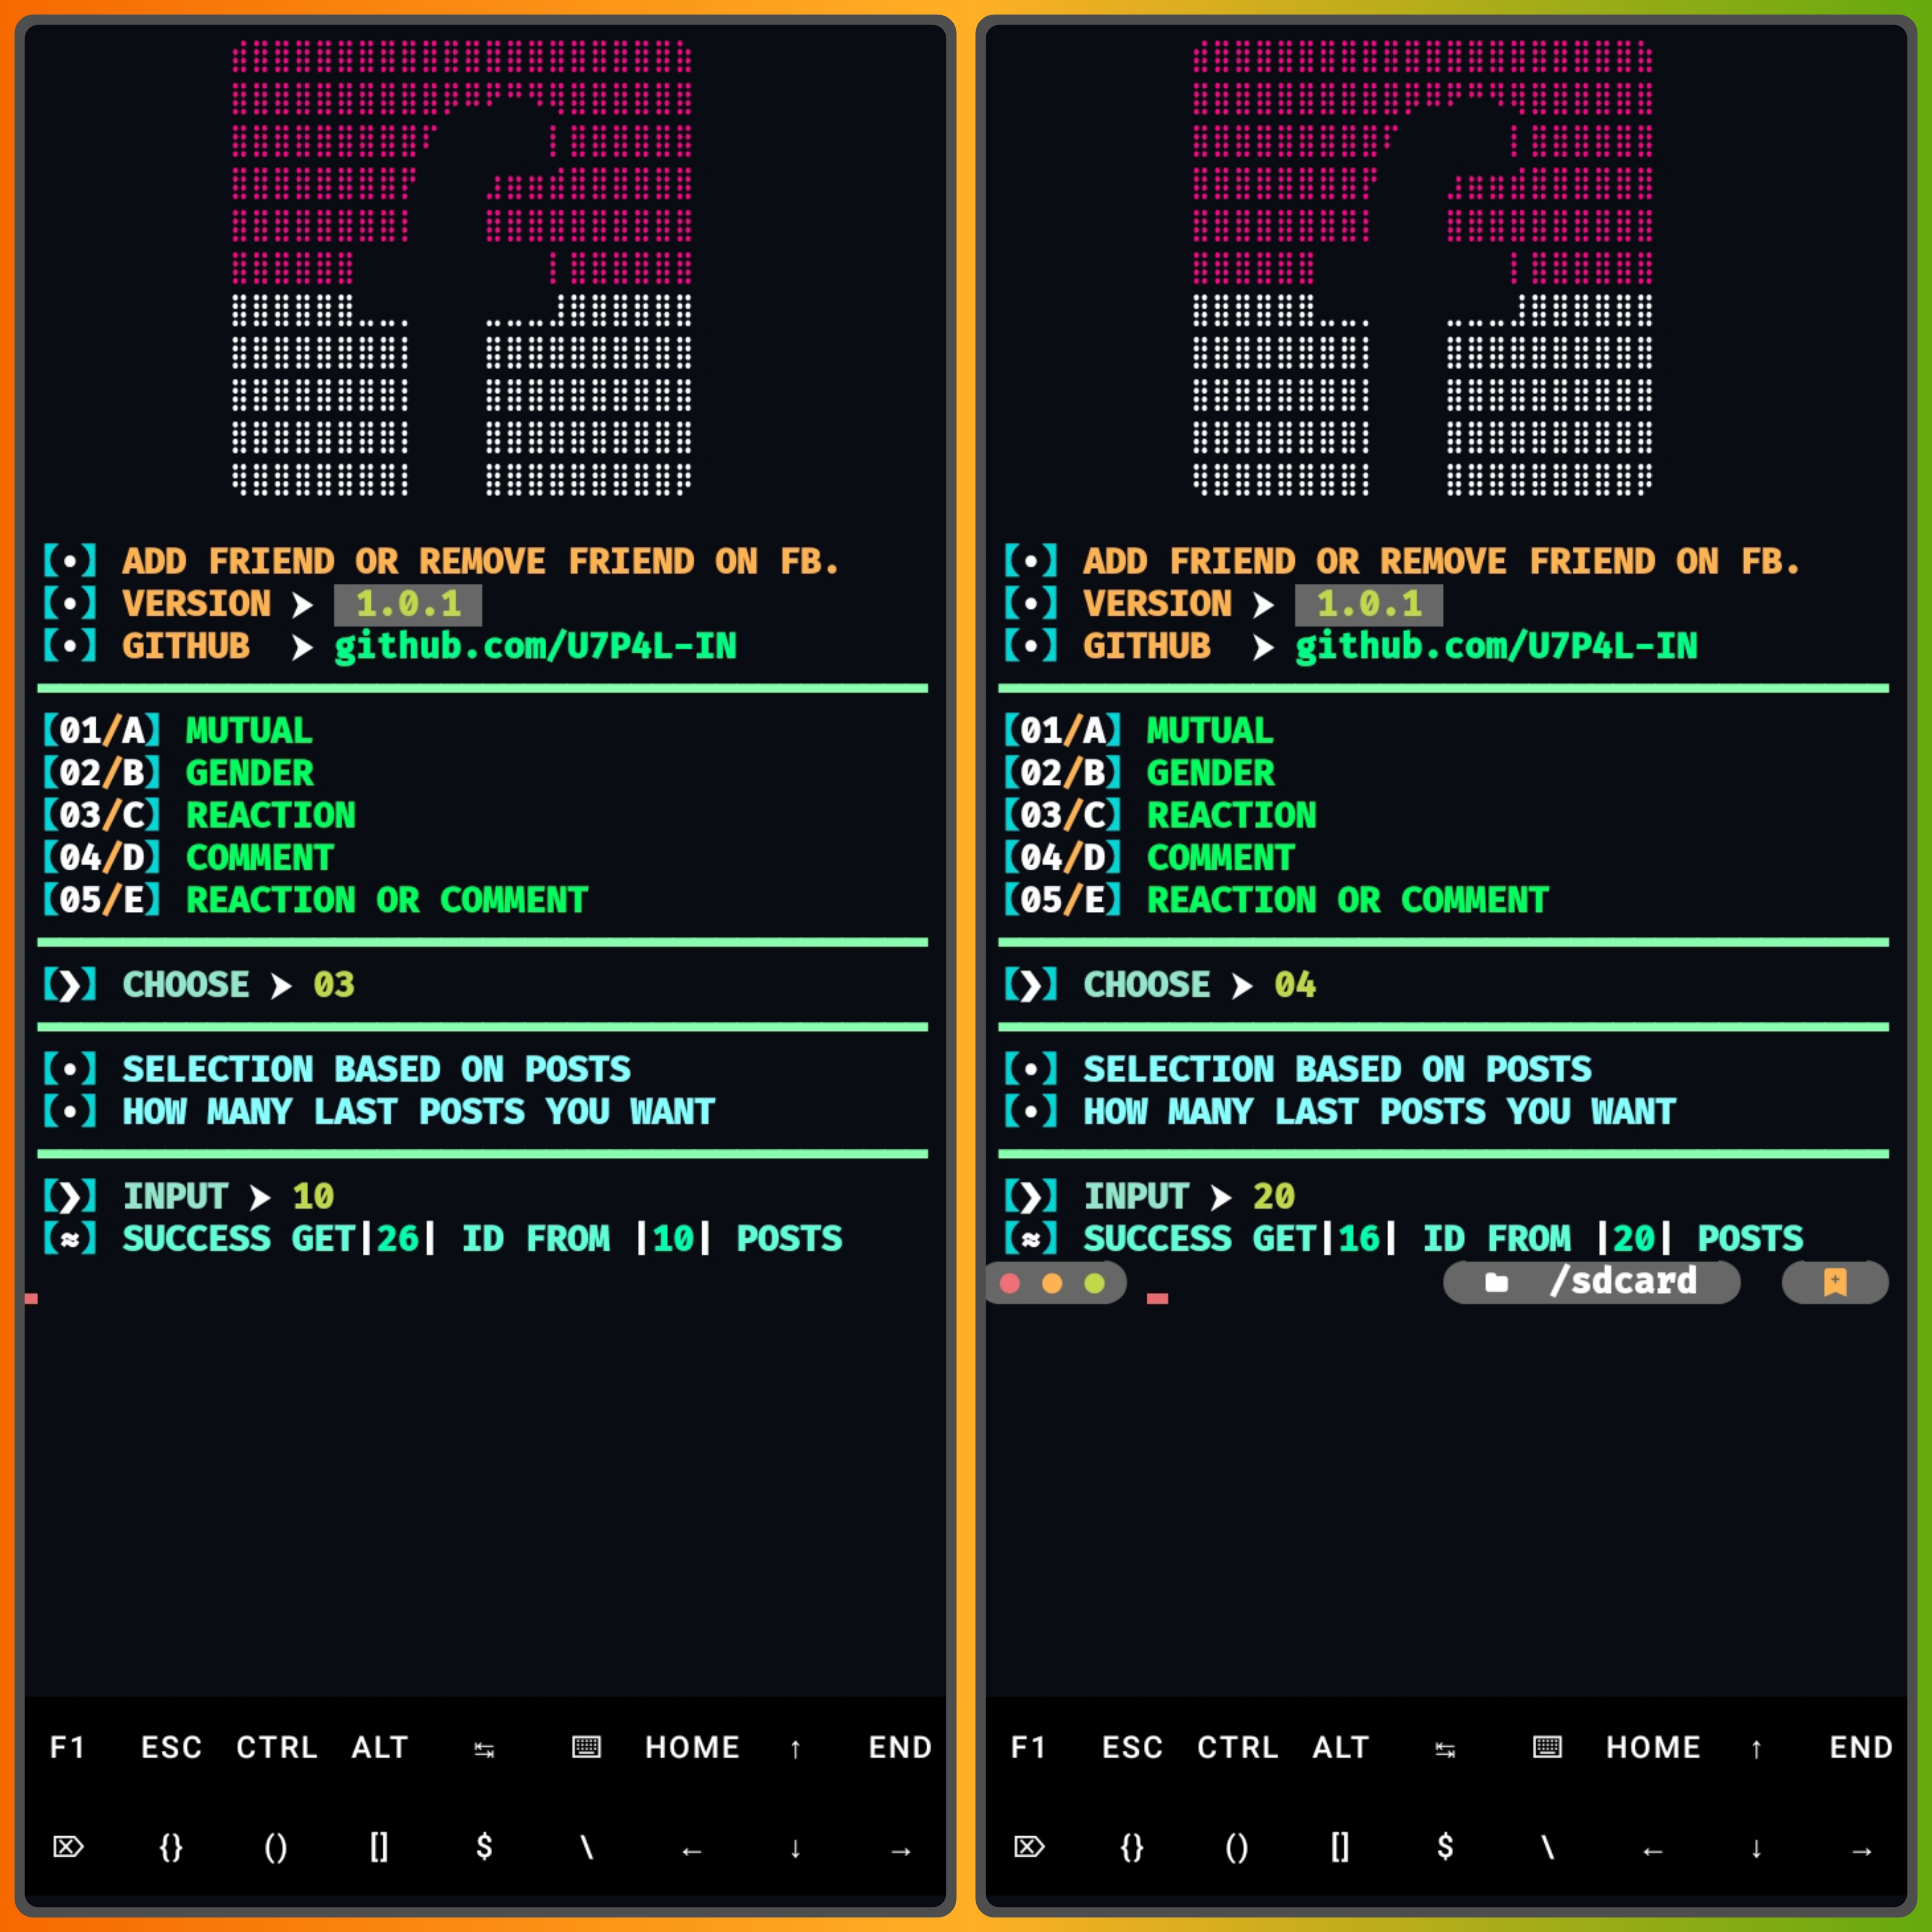 【•】 ADD FRIEND OR REMOVE FRIEND ON FB.
【•】 VERSION ➤ 1.0.1
【•】 GITHUB ➤ github.com/U7P4L-IN
【01/A】 MUTUAL
【02/B】 GENDER
【03/C】 REACTION
【04/D】 COMMENT
【05/E】 REACTION OR COMMENT
【❯】 CHOOSE ➤ 03
【•】 SELECTION BASED ON POSTS
【•】 HOW MANY LAST POSTS YOU WANT
【❯】 INPUT ➤ 10
【≈】 SUCCESS GET|26| ID FROM |10| POSTS
F1 ESC CTRL ALT ↹ ⌨ HOME ↑ END
⌦ {} () [] $ \ ← ↓ →
【•】 ADD FRIEND OR REMOVE FRIEND ON FB.
【•】 VERSION ➤ 1.0.1
【•】 GITHUB ➤ github.com/U7P4L-IN
【01/A】 MUTUAL
【02/B】 GENDER
【03/C】 REACTION
【04/D】 COMMENT
【05/E】 REACTION OR COMMENT
【❯】 CHOOSE ➤ 04
【•】 SELECTION BASED ON POSTS
【•】 HOW MANY LAST POSTS YOU WANT
【❯】 INPUT ➤ 20
【≈】 SUCCESS GET|16| ID FROM |20| POSTS
/sdcard
F1 ESC CTRL ALT ↹ ⌨ HOME ↑ END
⌦ {} () [] $ \ ← ↓ →